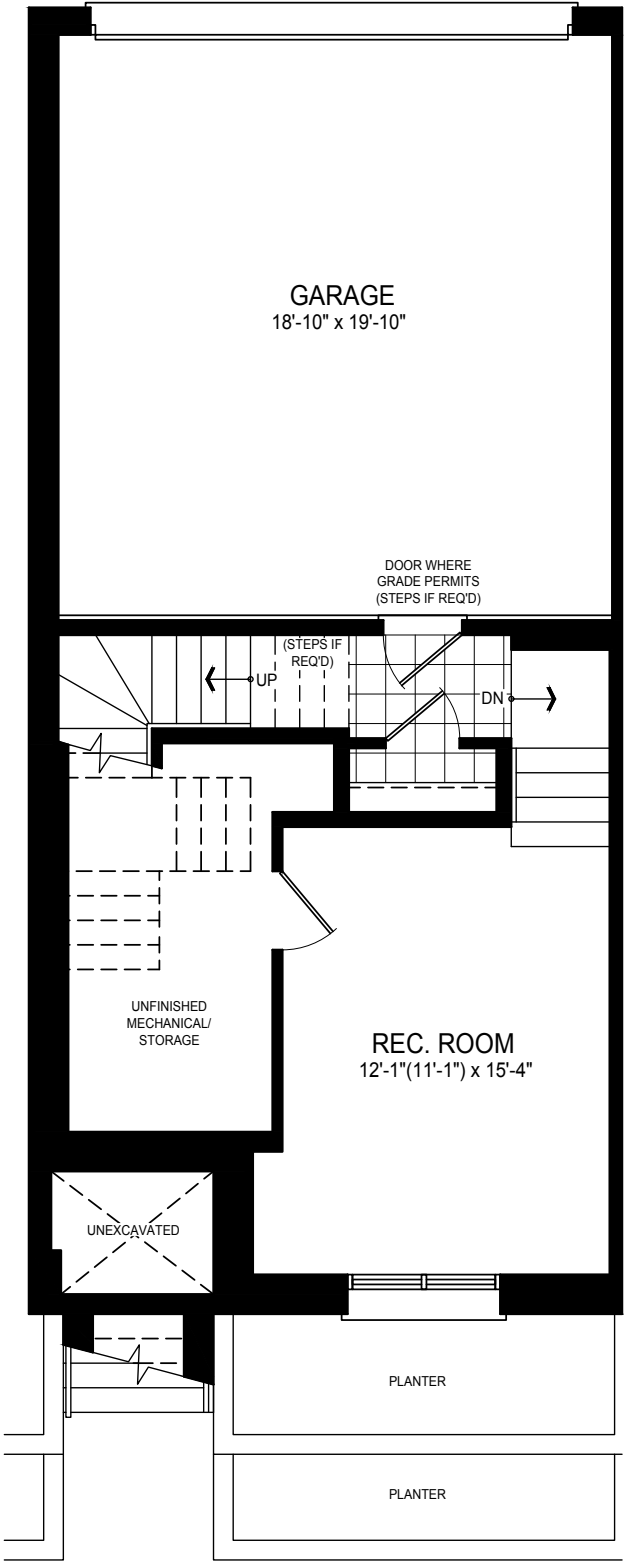 GARAGE
18'-10" x 19'-10"
DOOR WHERE
GRADE PERMITS
(STEPS IF REQ'D)
(STEPS IF
REQ'D)
UP
DN
UNFINISHED
MECHANICAL/
STORAGE
REC. ROOM
12'-1"(11'-1") x 15'-4"
UNEXCAVATED
PLANTER
PLANTER